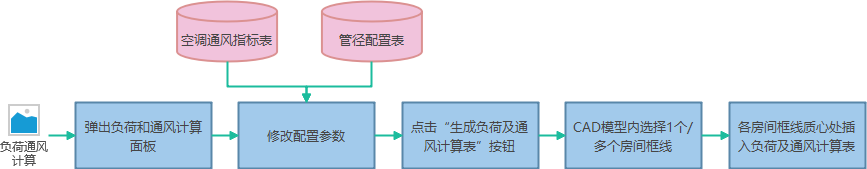 空调通风指标表
管径配置表
负荷通风
计算
弹出负荷和通风计算
面板
修改配置参数
点击“生成负荷及通
风计算表”按钮
CAD模型内选择1个/
多个房间框线
各房间框线质心处插
入负荷及通风计算表